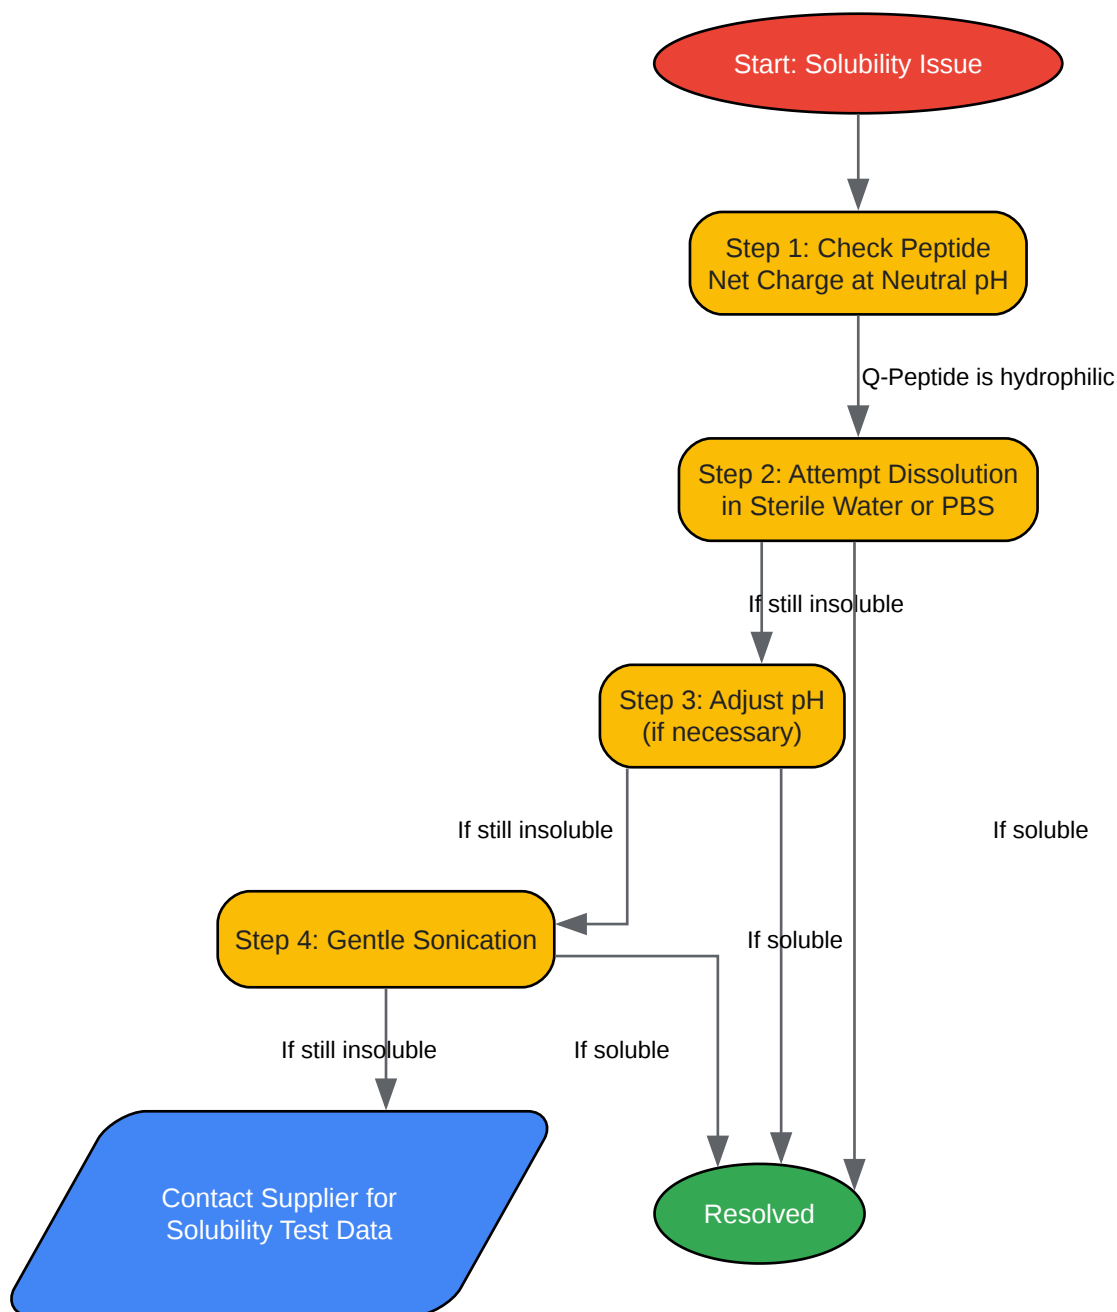 Start: Solubility Issue
Step 1: Check Peptide
Net Charge at Neutral pH
Q-Peptide is hydrophilic
Step 2: Attempt Dissolution
in Sterile Water or PBS
If still insoluble
Step 3: Adjust pH
(if necessary)
If still insoluble
If soluble
Step 4: Gentle Sonication
If soluble
If still insoluble
If soluble
Contact Supplier for
Solubility Test Data
Resolved